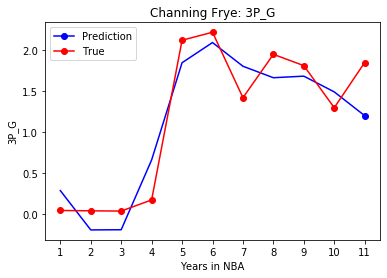 Channing Frye: 3P_G
Prediction
True
2.0
1.5
1.0
0.5
0.0
3P_G
1 2 3 4 5 6 7 8 9 10 11
Years in NBA